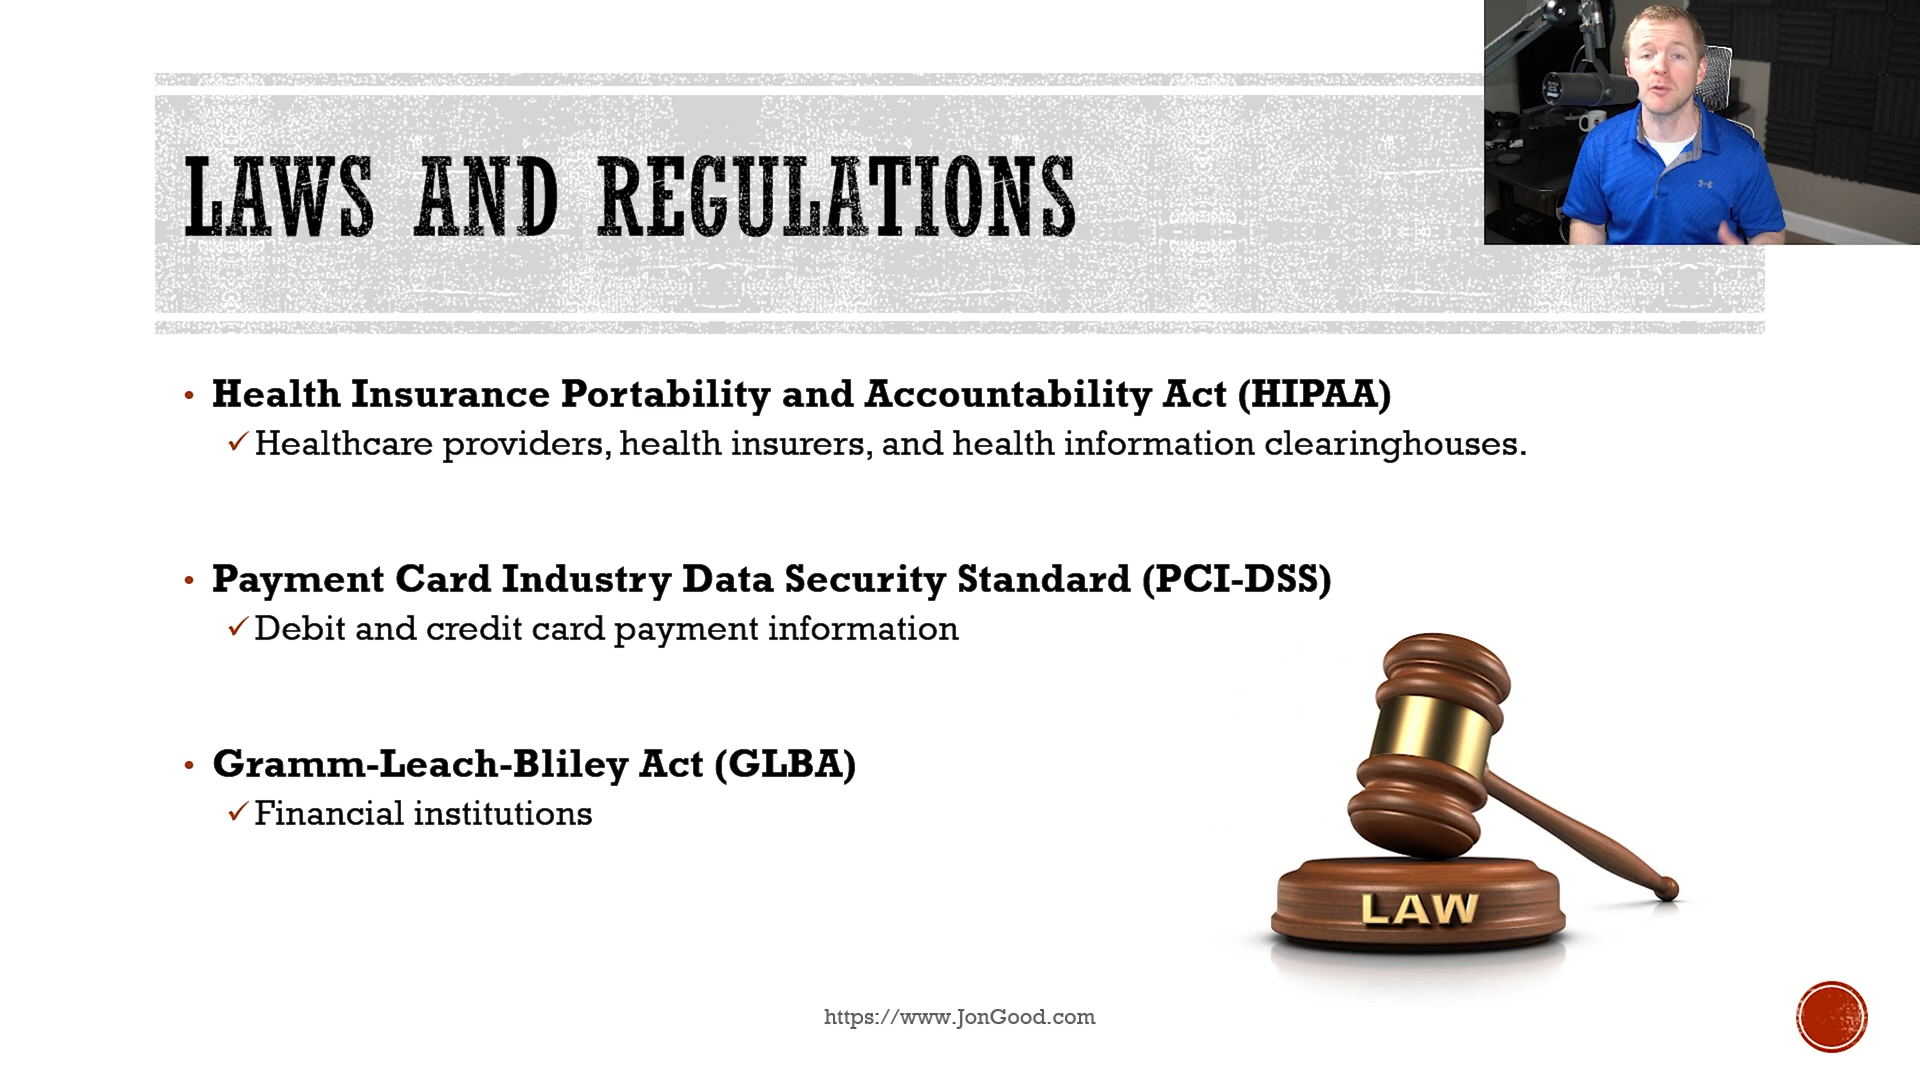 LAWS AND REGULATIONS
• Health Insurance Portability and Accountability Act (HIPAA)
✓ Healthcare providers, health insurers, and health information clearinghouses.
• Payment Card Industry Data Security Standard (PCI-DSS)
✓ Debit and credit card payment information
• Gramm-Leach-Bliley Act (GLBA)
✓ Financial institutions
LAW
https://www.JonGood.com